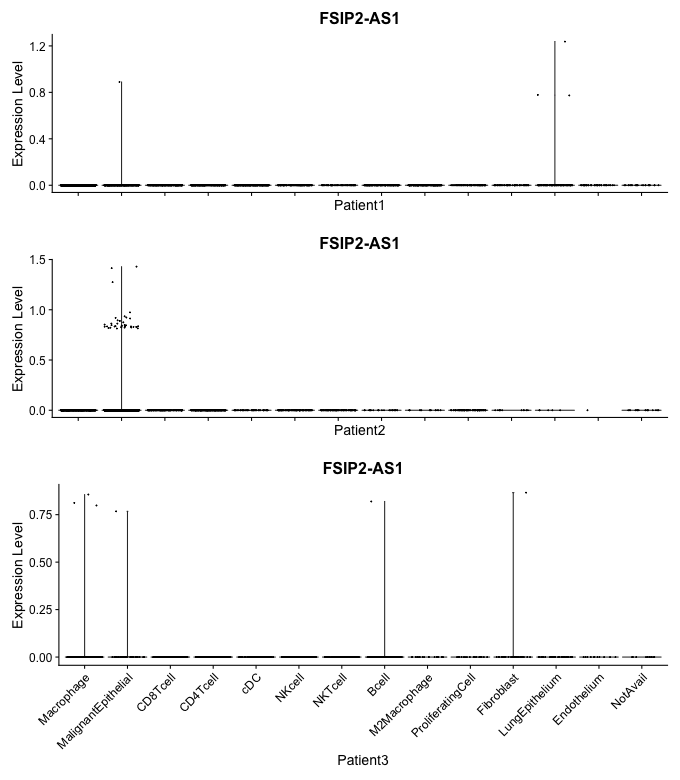 FSIP2-AS1
Expression Level
1.2
0.8
0.4
0.0
Patient1
FSIP2-AS1
Expression Level
1.5
1.0
0.5
0.0
Patient2
FSIP2-AS1
Expression Level
0.75
0.50
0.25
0.00
Macrophage
MalignantEpithelial
CD8Tcell
CD4Tcell
cDC
NKcell
NKTcell
Bcell
M2Macrophage
ProliferatingCell
Fibroblast
LungEpithelium
Endothelium
NotAvail
Patient3